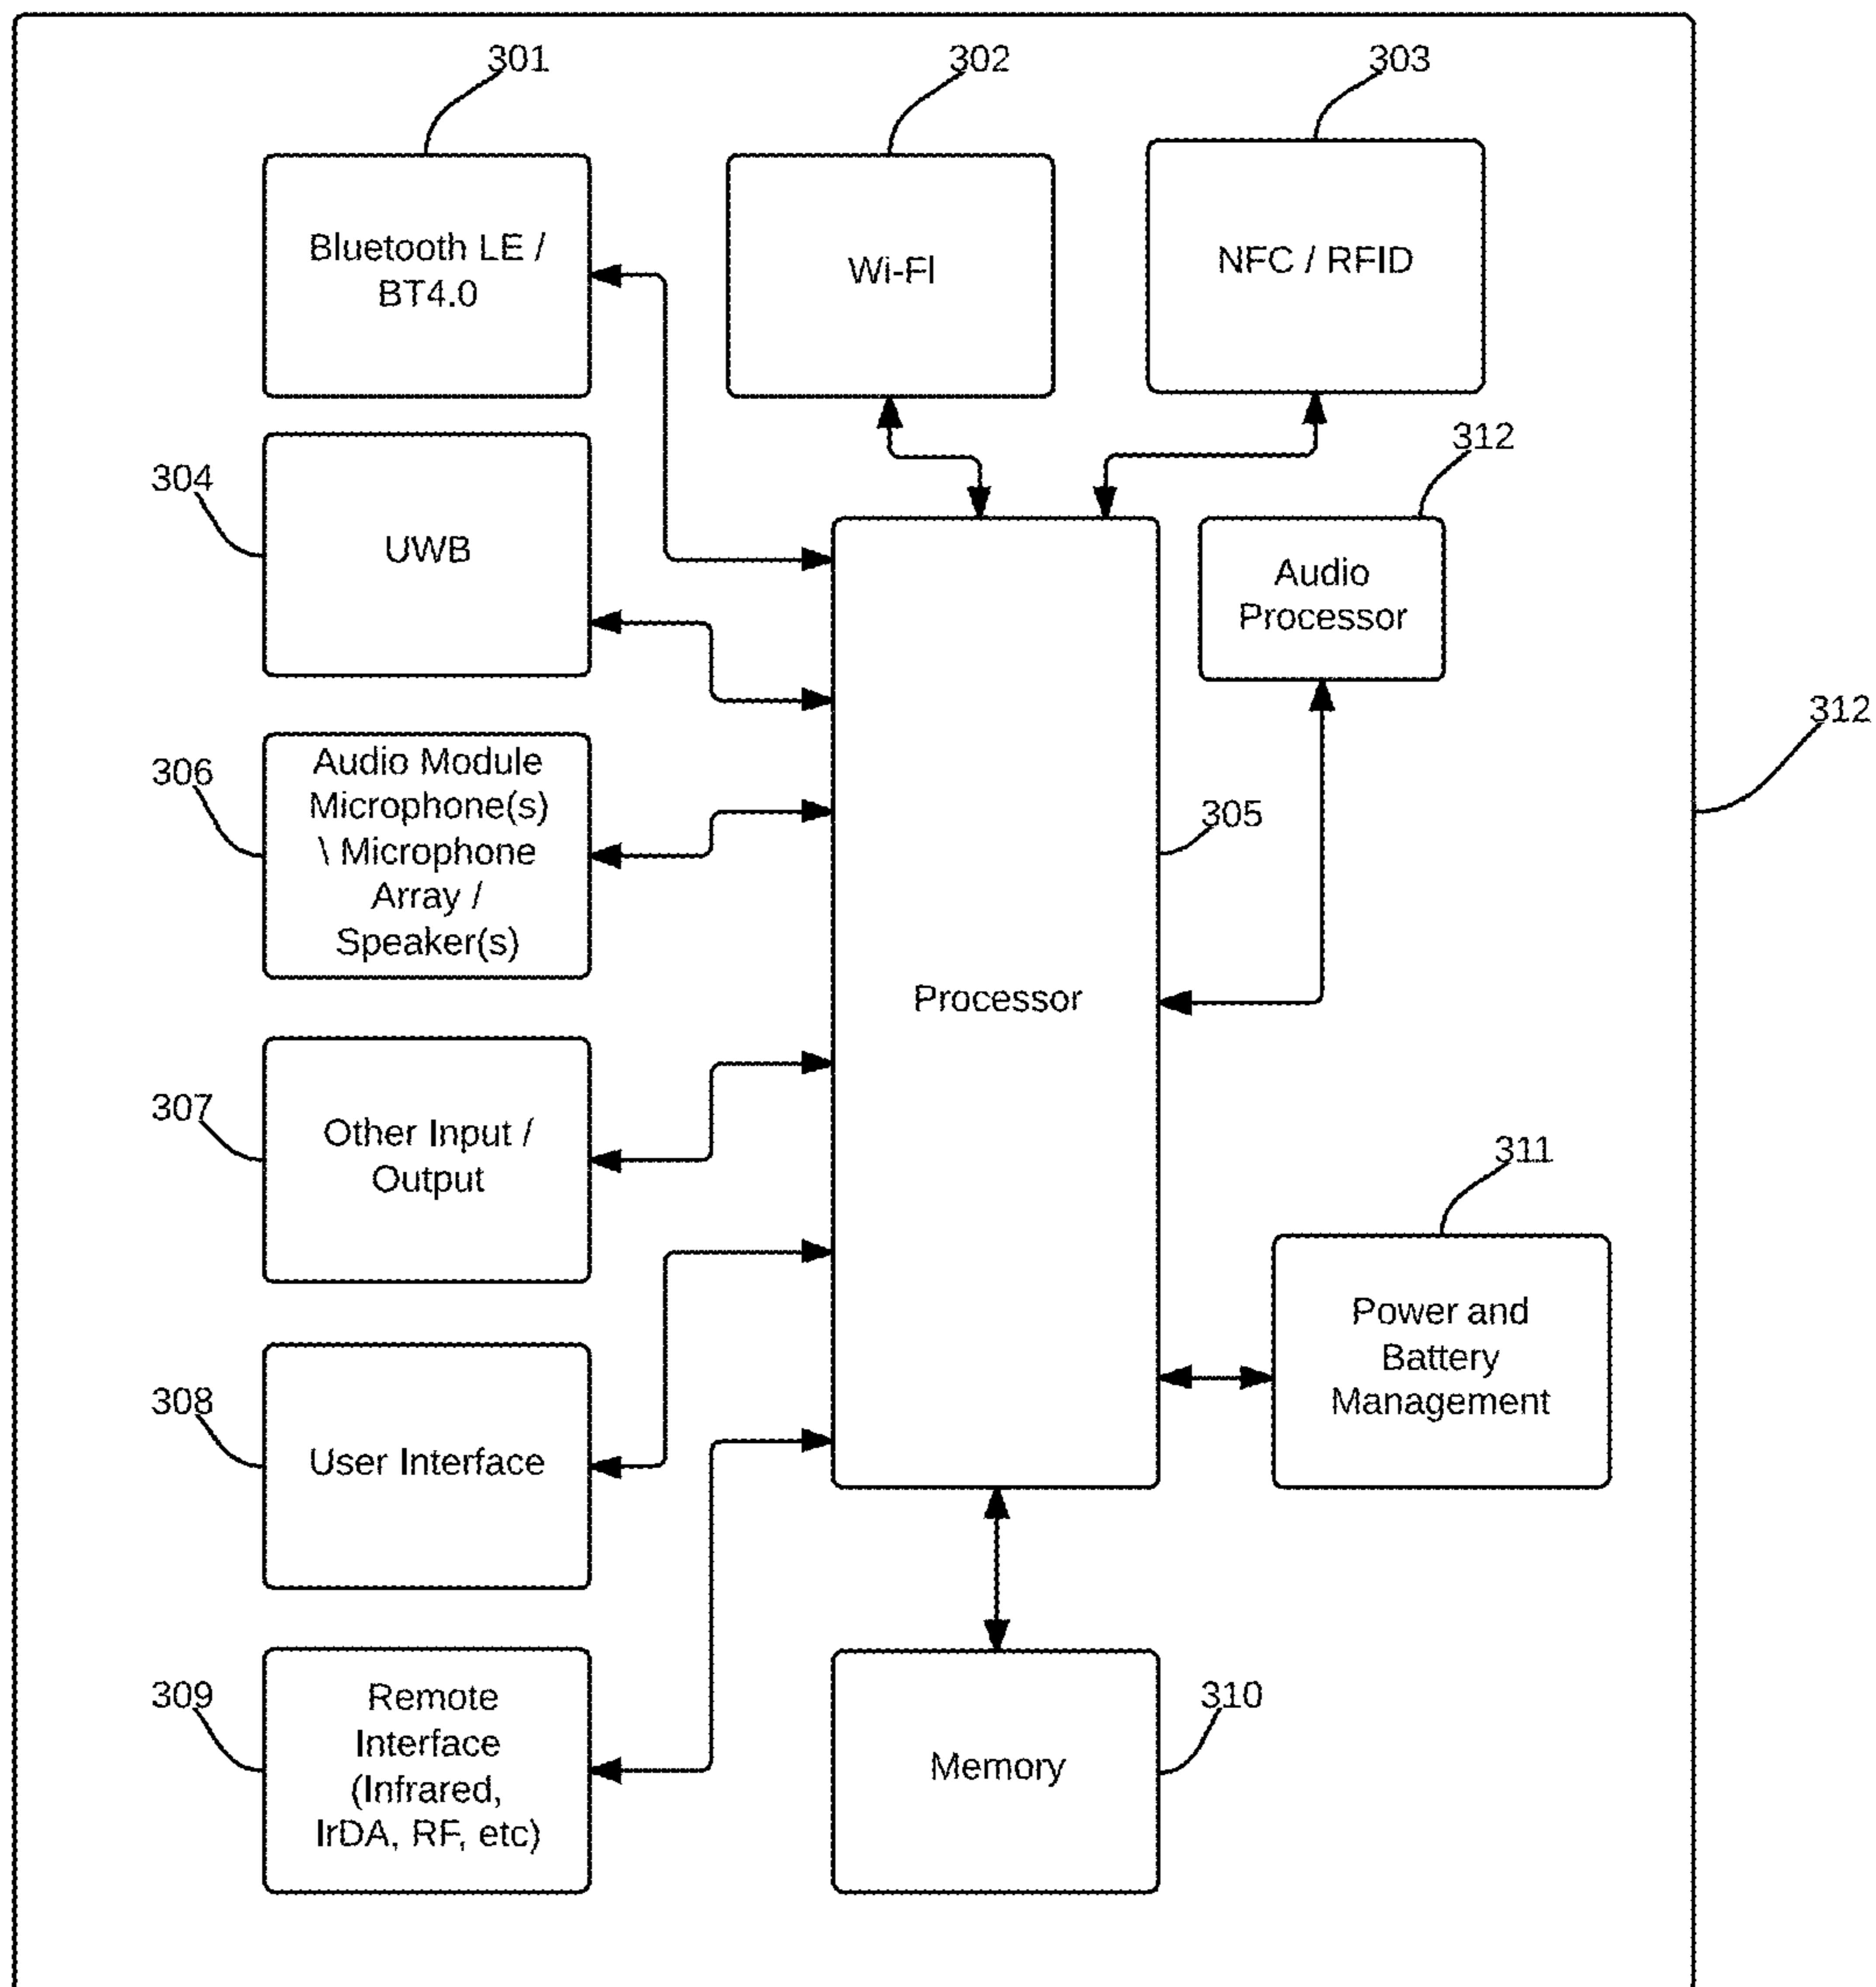 301
302
303
Bluetooth LE /
BT4.0
Wi-FI
NFC / RFID
312
304
UWB
Audio
Processor
312
306
Audio Module
Microphone(s)
\ Microphone
Array /
Speaker(s)
305
Processor
307
Other Input /
Output
311
Power and
Battery
Management
308
User Interface
309
Remote
Interface
(Infrared,
IrDA, RF, etc)
310
Memory